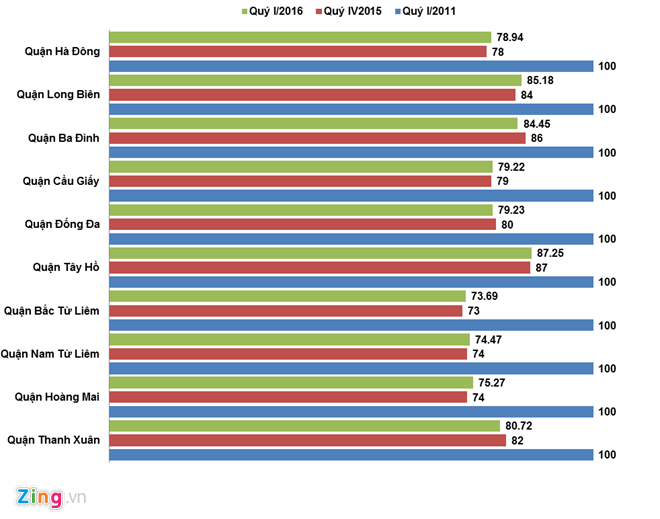 Quý I/2016 Quý IV2015 Quý I/2011
78.94
Quận Hà Đông 78
100
85.18
Quận Long Biên 84
100
84.45
Quận Ba Đình 86
100
79.22
Quận Cầu Giấy 79
100
79.23
Quận Đống Đa 80
100
87.25
Quận Tây Hồ 87
100
73.69
Quận Bắc Từ Liêm 73
100
74.47
Quận Nam Từ Liêm 74
100
75.27
Quận Hoàng Mai 74
100
80.72
Quận Thanh Xuân 82
100
Zing.vn